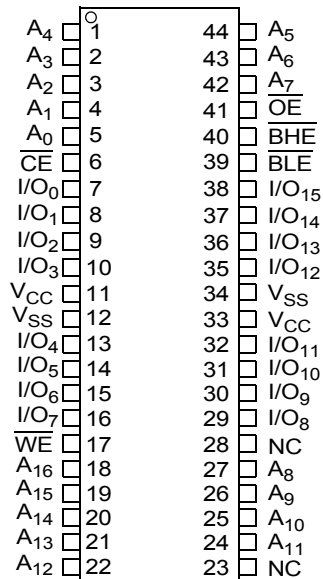 A4 1 44 A5
A3 2 43 A6
A2 3 42 A7
A1 4 41 OE
A0 5 40 BHE
CE 6 39 BLE
I/O0 7 38 I/O15
I/O1 8 37 I/O14
I/O2 9 36 I/O13
I/O3 10 35 I/O12
VCC 11 34 VSS
VSS 12 33 VCC
I/O4 13 32 I/O11
I/O5 14 31 I/O10
I/O6 15 30 I/O9
I/O7 16 29 I/O8
WE 17 28 NC
A16 18 27 A8
A15 19 26 A9
A14 20 25 A10
A13 21 24 A11
A12 22 23 NC